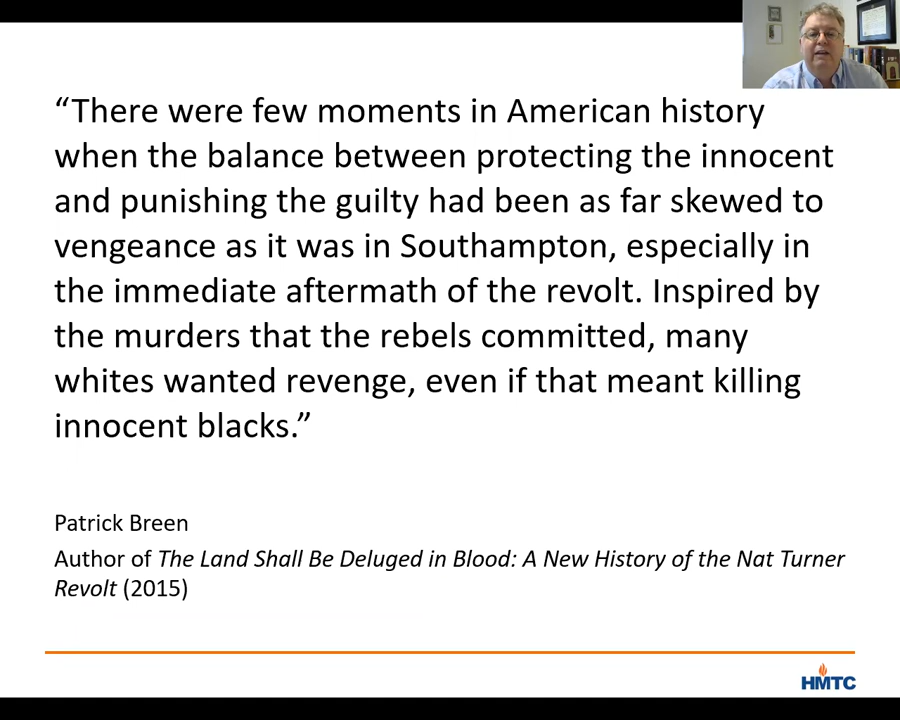 “There were few moments in American history
when the balance between protecting the innocent
and punishing the guilty had been as far skewed to
vengeance as it was in Southampton, especially in
the immediate aftermath of the revolt. Inspired by
the murders that the rebels committed, many
whites wanted revenge, even if that meant killing
innocent blacks.”
Patrick Breen
Author of The Land Shall Be Deluged in Blood: A New History of the Nat Turner
Revolt (2015)
HMTC